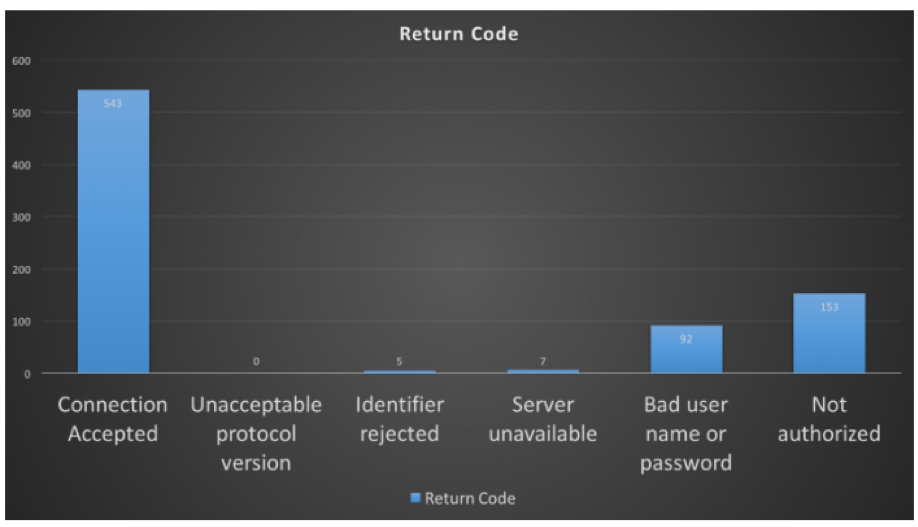 Return Code
600
500
400
300
200
100
0
543
0
5
7
92
153
Connection
Accepted
Unacceptable
protocol
version
Identifier
rejected
Server
unavailable
Bad user
name or
password
Not
authorized
Return Code